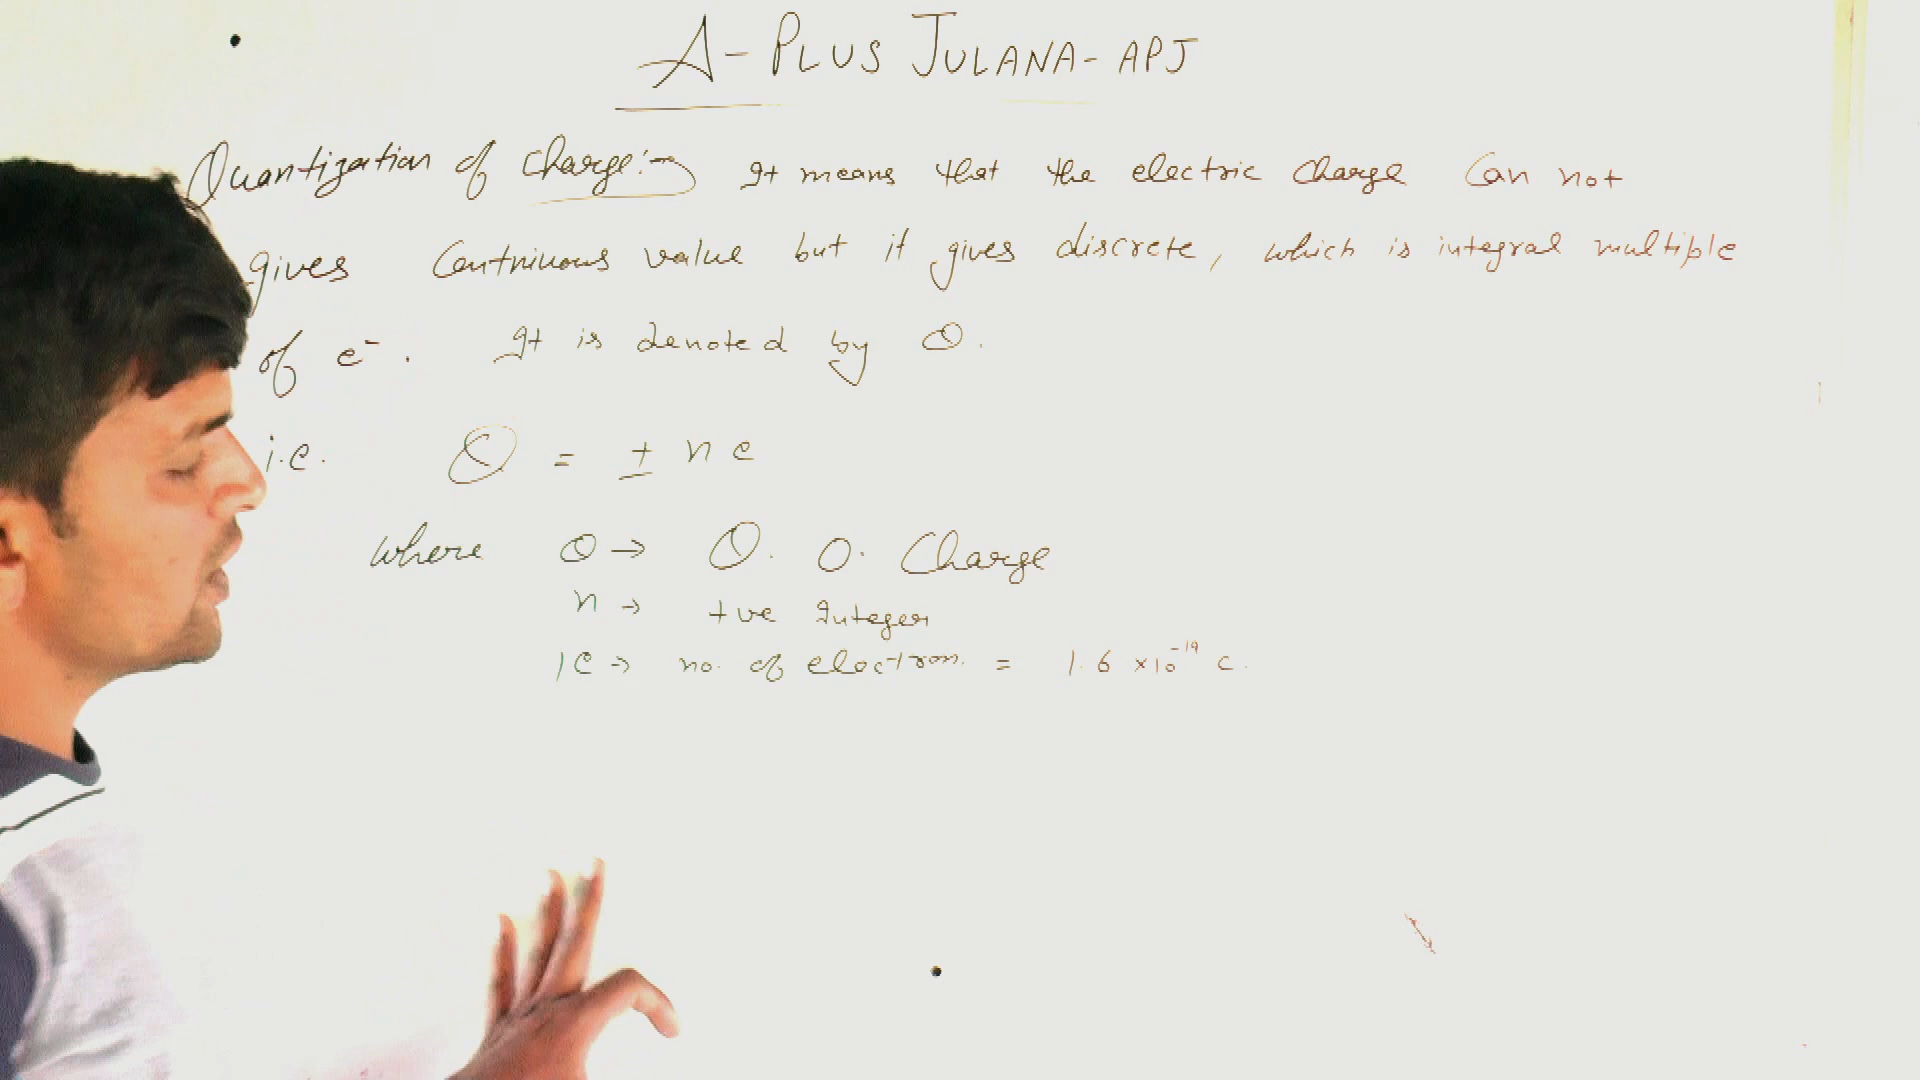 A-PLUS JULANA-APJ
Quantization of Charge:→ It means that the electric Charge Can not
gives Continuous value but it gives discrete, which is integral multiple
of e⁻. It is denoted by Q.
i.e. Q = ± n e
where Q → Q. O. Charge
n → +ve Integer
e → no. of electron. = 1.6 × 10⁻¹⁹ C.